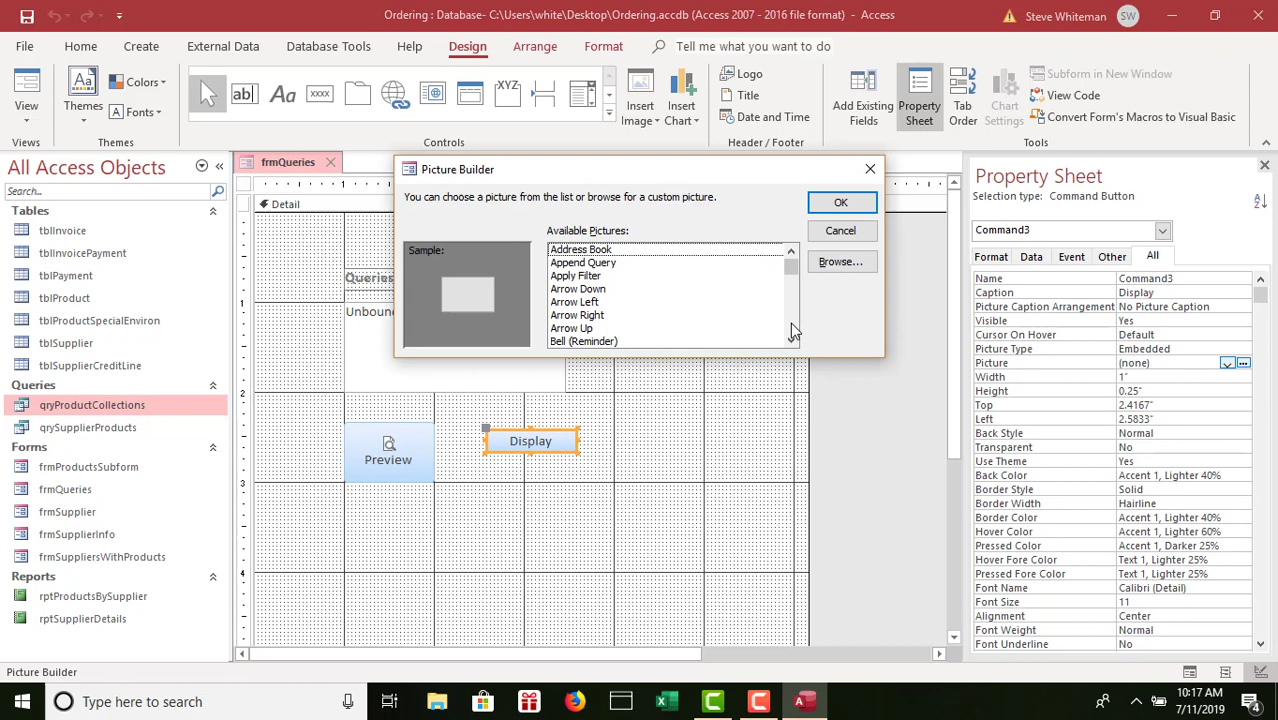 Ordering : Database- C:\Users\white\Desktop\Ordering.accdb (Access 2007 - 2016 file format) - Access
Steve Whiteman SW
File Home Create External Data Database Tools Help Design Arrange Format Tell me what you want to do
View
Views
Themes
Colors
Fonts
Themes
ab|
Aa
xxxx
XYZ
Controls
Insert Image
Insert Chart
Logo
Title
Date and Time
Header / Footer
Add Existing Fields
Property Sheet
Tab Order
Chart Settings
Subform in New Window
View Code
Convert Form's Macros to Visual Basic
Tools
All Access Objects
Search...
Tables
tblInvoice
tblInvoicePayment
tblPayment
tblProduct
tblProductSpecialEnviron
tblSupplier
tblSupplierCreditLine
Queries
qryProductCollections
qrySupplierProducts
Forms
frmProductsSubform
frmQueries
frmSupplier
frmSupplierInfo
frmSuppliersWithProducts
Reports
rptProductsBySupplier
rptSupplierDetails
frmQueries
1
Detail
Queries
1
2
3
4
Preview
Display
Picture Builder
You can choose a picture from the list or browse for a custom picture.
Available Pictures:
Sample:
Address Book
Append Query
Apply Filter
Arrow Down
Arrow Left
Arrow Right
Arrow Up
Bell (Reminder)
OK
Cancel
Browse...
Property Sheet
Selection type: Command Button
Command3
Format Data Event Other All
Name Command3
Caption Display
Picture Caption Arrangement No Picture Caption
Visible Yes
Cursor On Hover Default
Picture Type Embedded
Picture (none)
Width 1"
Height 0.25"
Top 2.4167"
Left 2.5833"
Back Style Normal
Transparent No
Use Theme Yes
Back Color Accent 1, Lighter 40%
Border Style Solid
Border Width Hairline
Border Color Accent 1, Lighter 40%
Hover Color Accent 1, Lighter 60%
Pressed Color Accent 1, Darker 25%
Hover Fore Color Text 1, Lighter 25%
Pressed Fore Color Text 1, Lighter 25%
Font Name Calibri (Detail)
Font Size 11
Alignment Center
Font Weight Normal
Font Underline No
Picture Builder
Type here to search
10:17 AM
7/11/2019
4